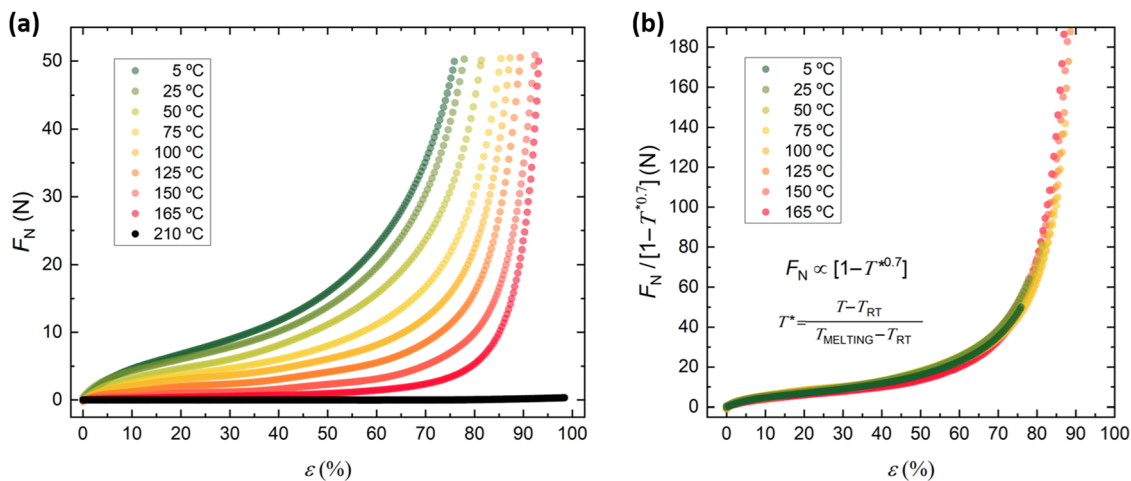 (a)
50
40
30
20
10
0
F_N (N)
5 ºC
25 ºC
50 ºC
75 ºC
100 ºC
125 ºC
150 ºC
165 ºC
210 ºC
0 10 20 30 40 50 60 70 80 90 100
ε (%)
(b)
180
160
140
120
100
80
60
40
20
0
F_N / [1–T*^0.7] (N)
5 ºC
25 ºC
50 ºC
75 ºC
100 ºC
125 ºC
150 ºC
165 ºC
F_N ∝ [1–T*^0.7]
T*= T–T_RT / T_MELTING–T_RT
0 10 20 30 40 50 60 70 80 90 100
ε (%)